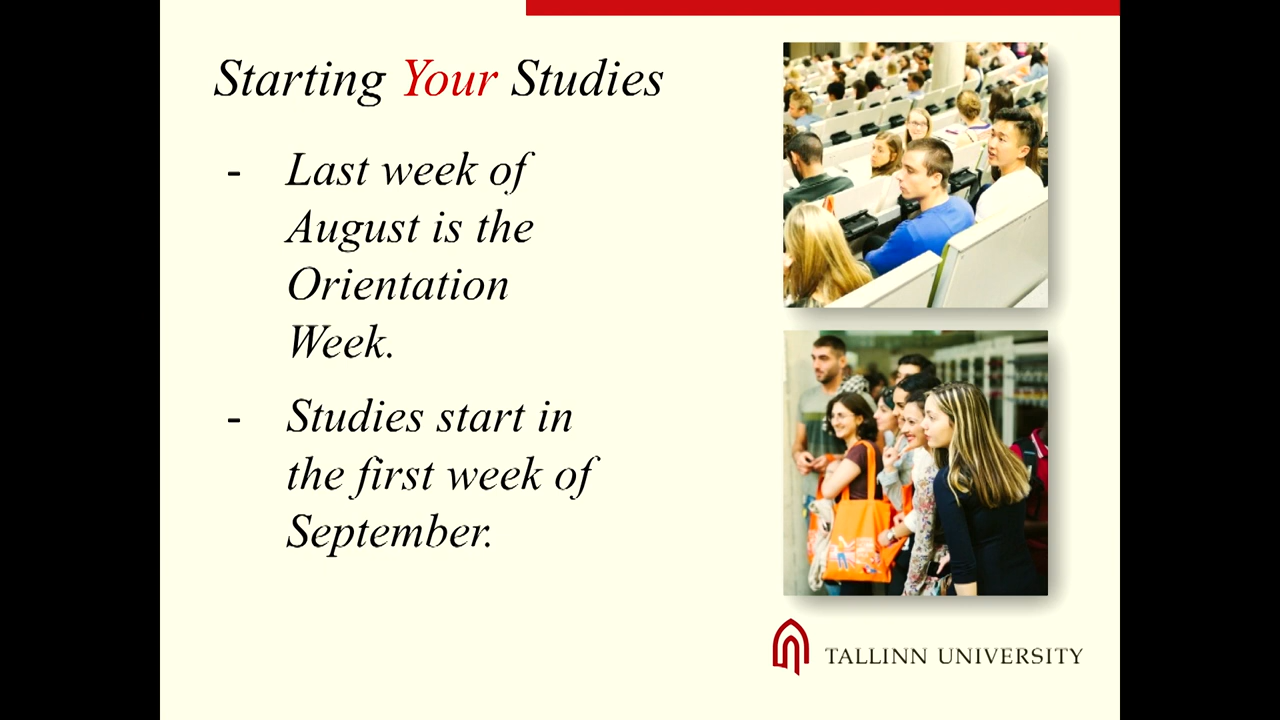 Starting Your Studies
- Last week of
August is the
Orientation
Week.
- Studies start in
the first week of
September.
TALLINN UNIVERSITY